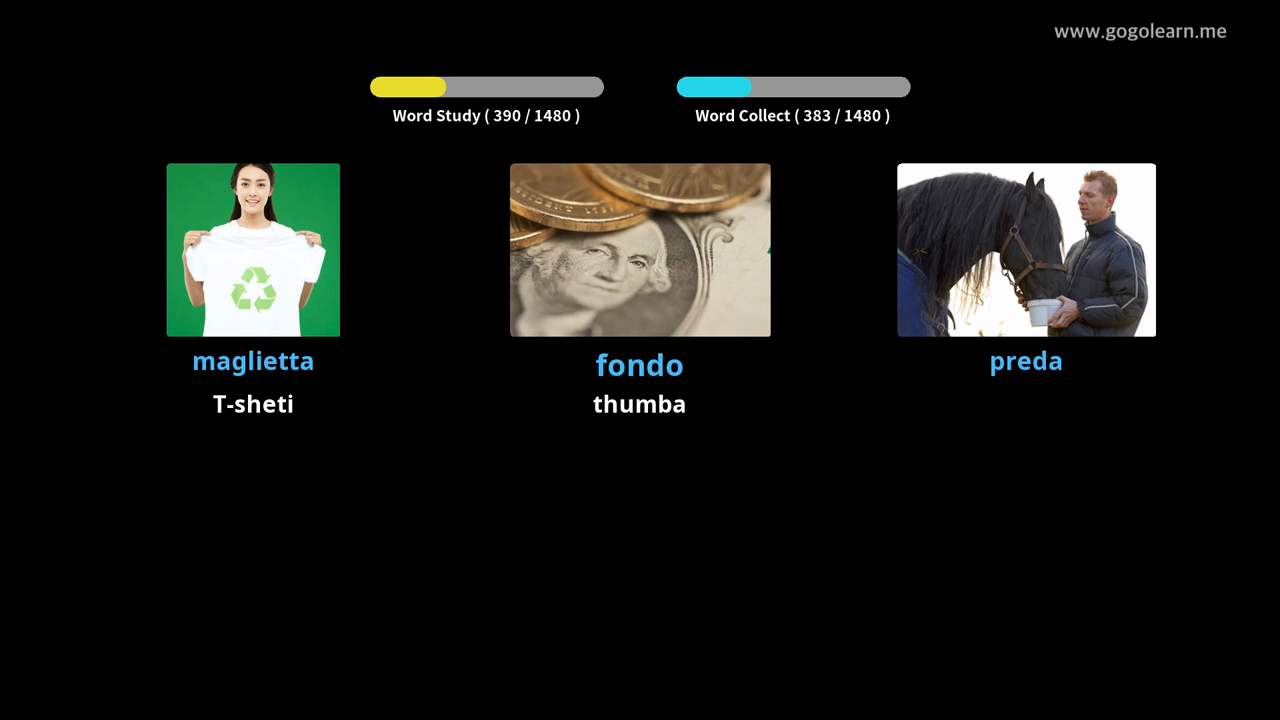 www.gogolearn.me
Word Study ( 390 / 1480 )
Word Collect ( 383 / 1480 )
maglietta
fondo
preda
T-sheti
thumba